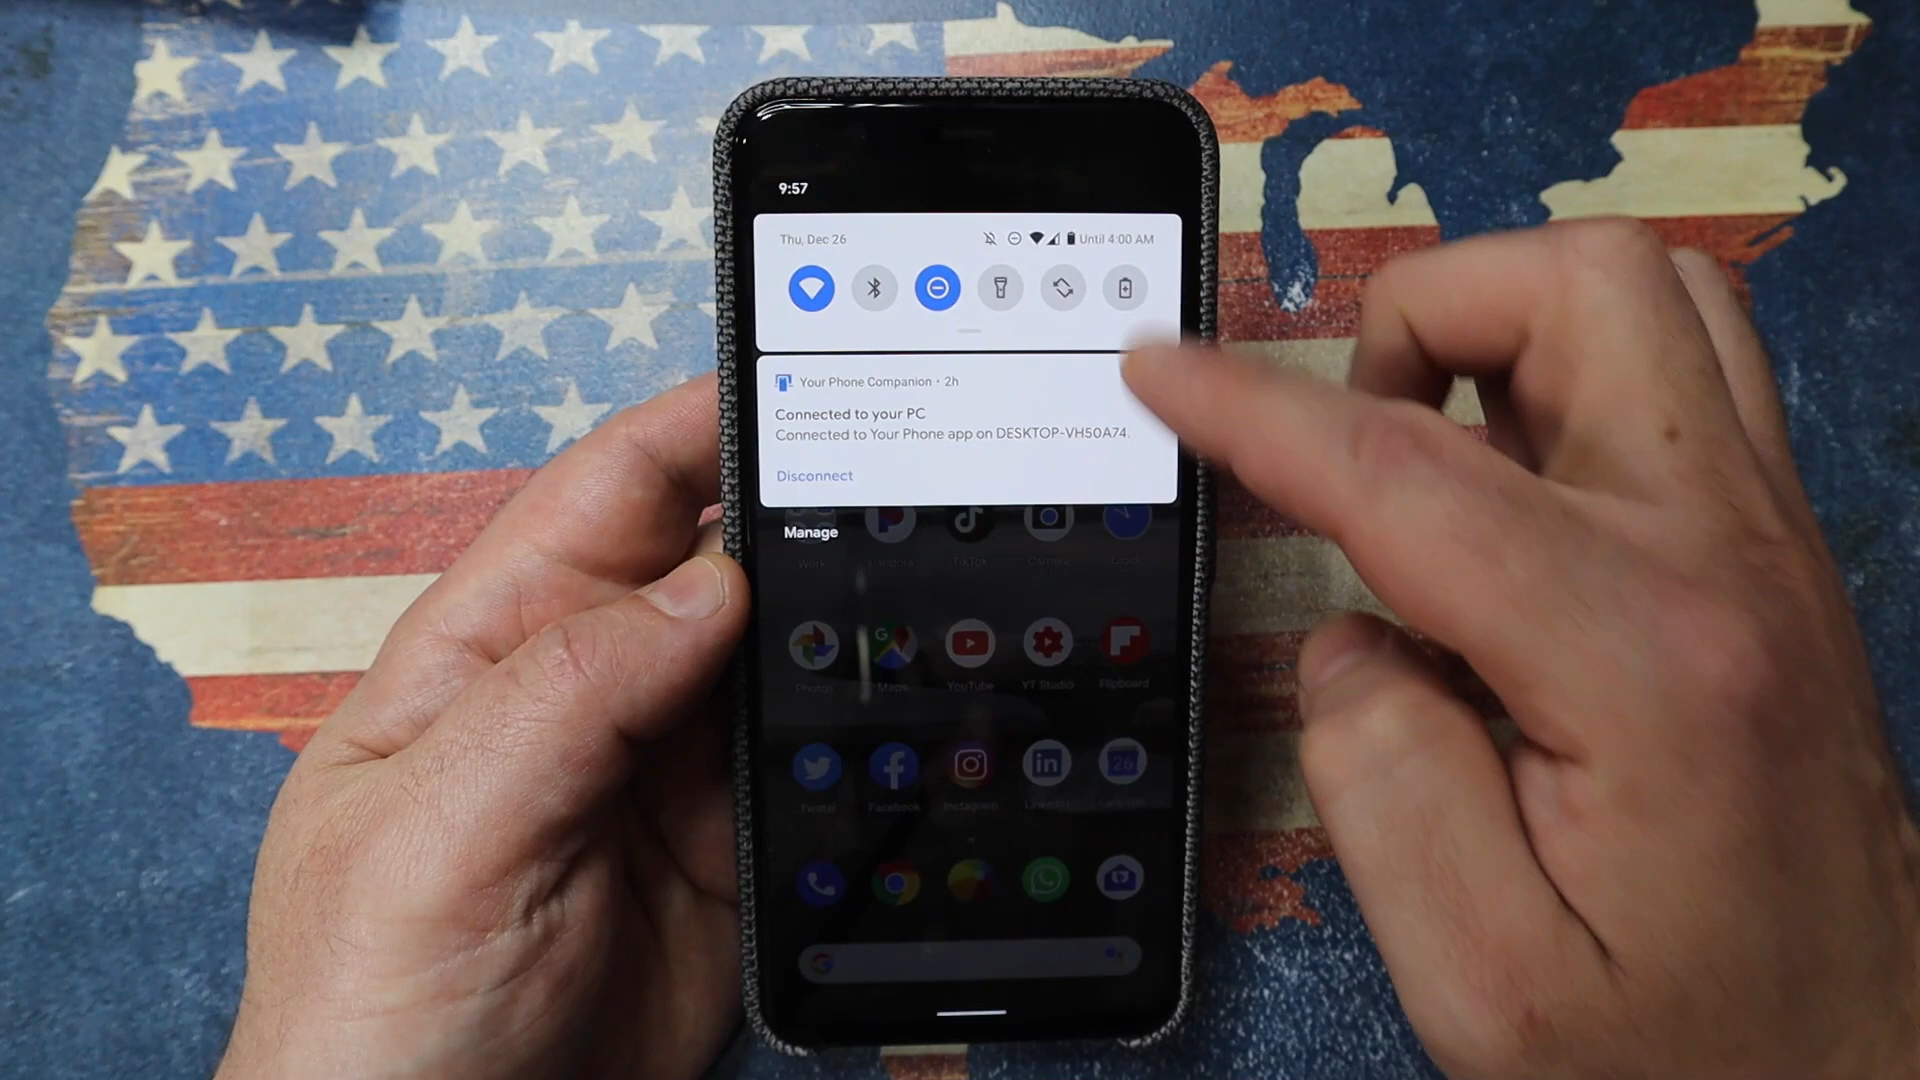 9:57
Thu, Dec 26
Until 4:00 AM
Your Phone Companion • 2h
Connected to your PC
Connected to Your Phone app on DESKTOP-VH50A74.
Disconnect
Manage
Work Pandora TikTok Camera Clock
Photos Maps YouTube YT Studio Flipboard
26
Twitter Facebook Instagram LinkedIn Calendar